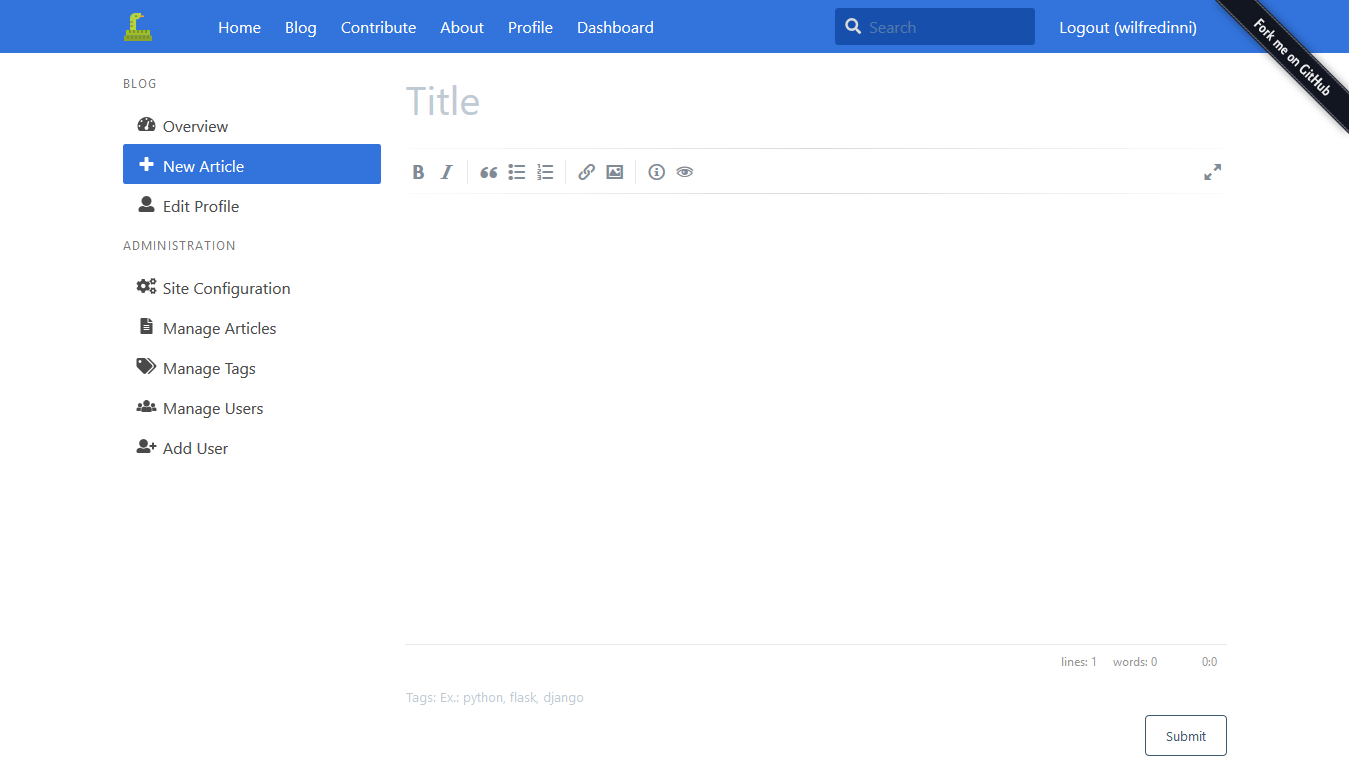 Home Blog Contribute About Profile Dashboard Search Logout (wilfredinni)
Fork me on GitHub
BLOG
Overview
New Article
Edit Profile
ADMINISTRATION
Site Configuration
Manage Articles
Manage Tags
Manage Users
Add User
Title
lines: 1 words: 0 0:0
Tags: Ex.: python, flask, django
Submit